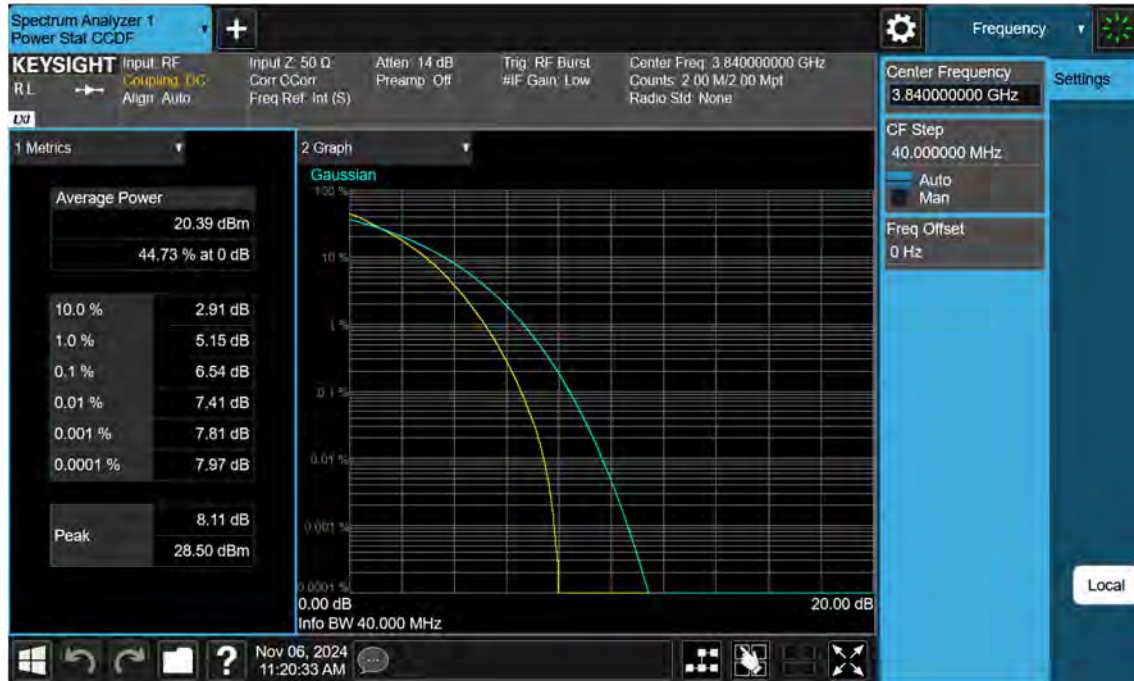 Spectrum Analyzer 1
Power Stat CCDF
Frequency
KEYSIGHT
RL
LXI
Input: RF
Coupling: DC
Align: Auto
Input Z: 50 Ω
Corr CCorr
Freq Ref: Int (S)
Atten: 14 dB
Preamp: Off
Trig: RF Burst
#IF Gain: Low
Center Freq: 3.840000000 GHz
Counts: 2.00 M/2.00 Mpt
Radio Std: None
Center Frequency
3.840000000 GHz
Settings
CF Step
40.000000 MHz
Auto
Man
Freq Offset
0 Hz
Local
1 Metrics
Average Power
20.39 dBm
44.73 % at 0 dB
10.0 % 2.91 dB
1.0 % 5.15 dB
0.1 % 6.54 dB
0.01 % 7.41 dB
0.001 % 7.81 dB
0.0001 % 7.97 dB
Peak
8.11 dB
28.50 dBm
2 Graph
Gaussian
100 %
10 %
1 %
0.1 %
0.01 %
0.001 %
0.0001 %
0.00 dB 20.00 dB
Info BW 40.000 MHz
?
Nov 06, 2024
11:20:33 AM